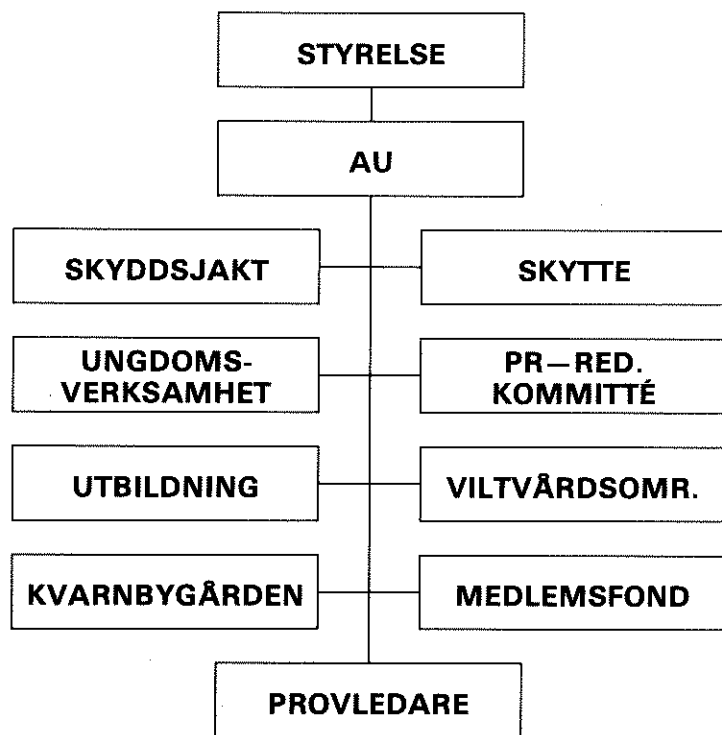 STYRELSE
AU
SKYDDSJAKT
SKYTTE
UNGDOMS-
VERKSAMHET
PR—RED.
KOMMITTÉ
UTBILDNING
VILTVÅRDSOMR.
KVARNBYGÅRDEN
MEDLEMSFOND
PROVLEDARE